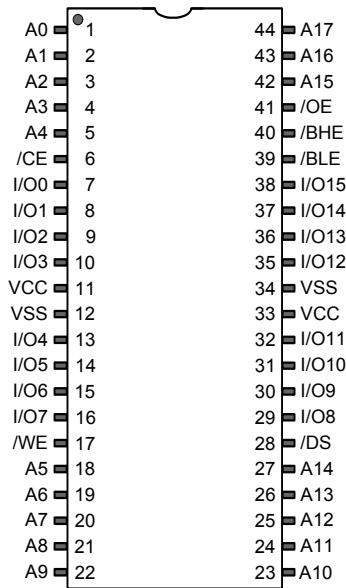 A0 1 44 A17
A1 2 43 A16
A2 3 42 A15
A3 4 41 /OE
A4 5 40 /BHE
/CE 6 39 /BLE
I/O0 7 38 I/O15
I/O1 8 37 I/O14
I/O2 9 36 I/O13
I/O3 10 35 I/O12
VCC 11 34 VSS
VSS 12 33 VCC
I/O4 13 32 I/O11
I/O5 14 31 I/O10
I/O6 15 30 I/O9
I/O7 16 29 I/O8
/WE 17 28 /DS
A5 18 27 A14
A6 19 26 A13
A7 20 25 A12
A8 21 24 A11
A9 22 23 A10